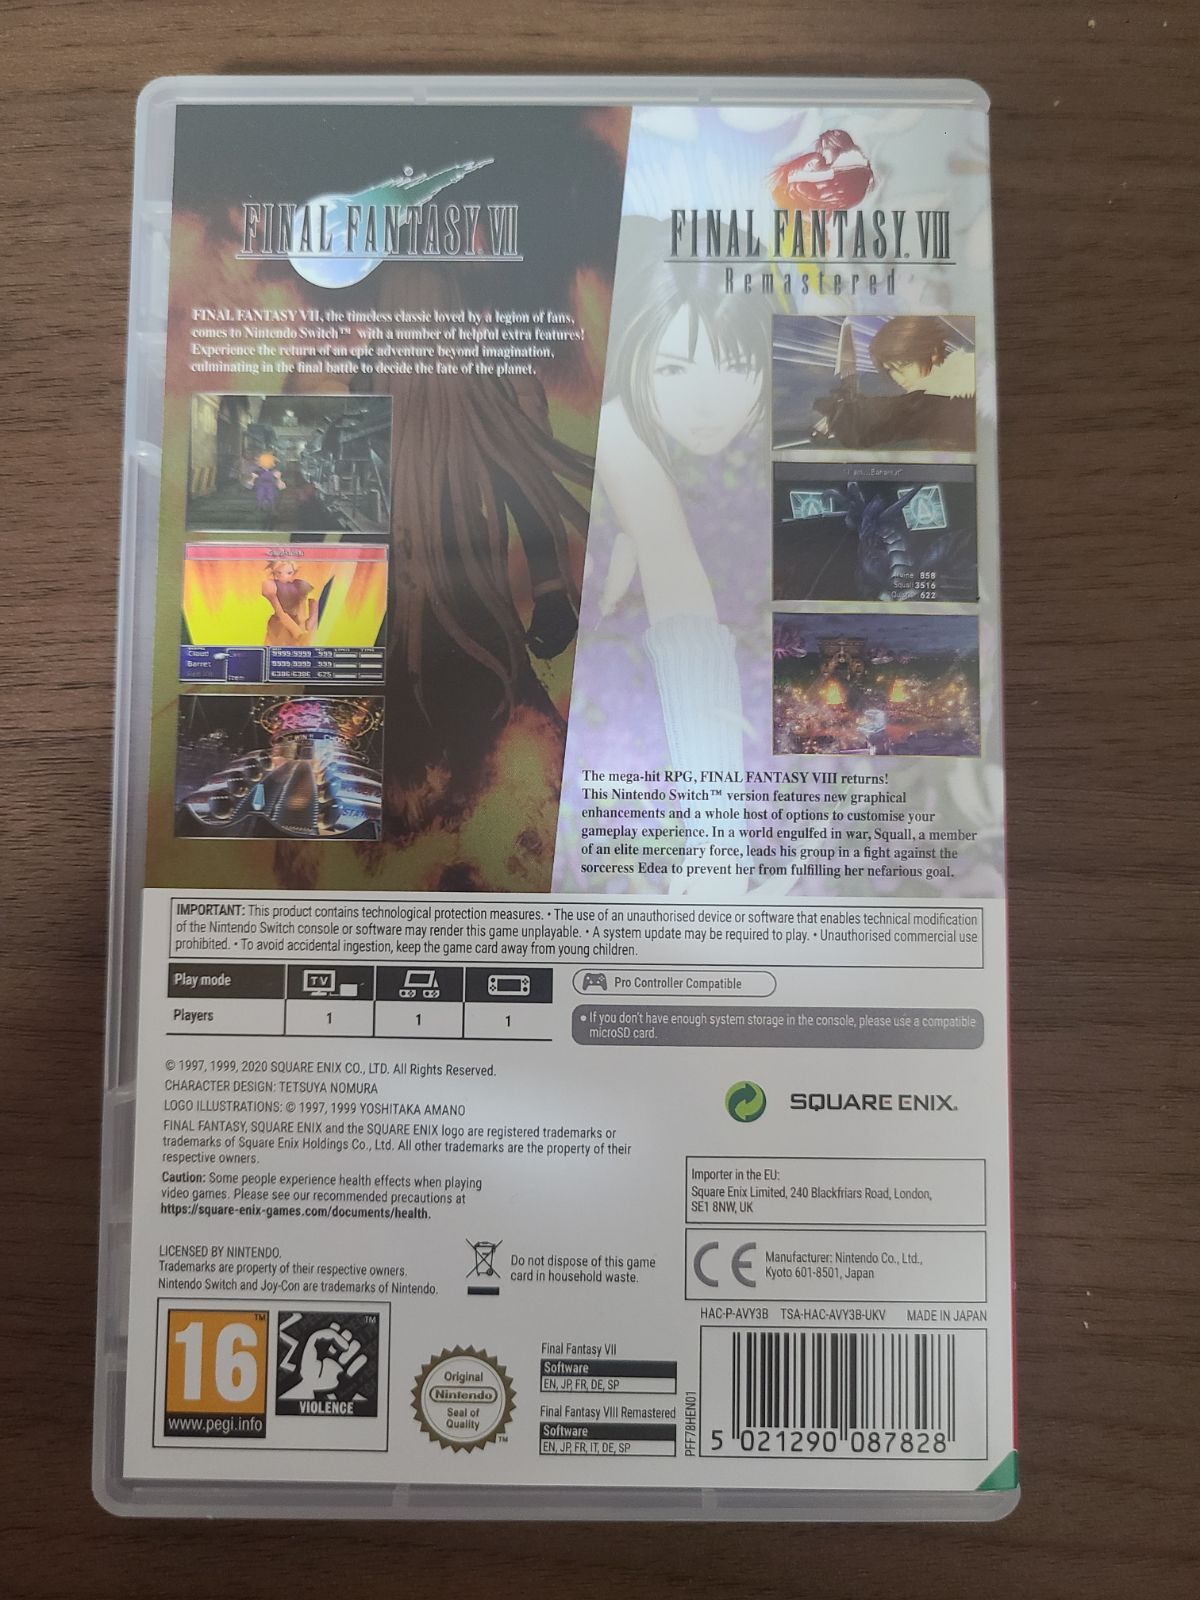 FINAL FANTASY. VII
FINAL FANTASY VII, the timeless classic loved by a legion of fans,
comes to Nintendo Switch™ with a number of helpful extra features!
Experience the return of an epic adventure beyond imagination,
culminating in the final battle to decide the fate of the planet.
Cloud
9999/9999 999
Barret
9999/9999 999
Item
6386/6386 625
FINAL FANTASY. VIII
Remastered
858
Squall 3516
622
The mega-hit RPG, FINAL FANTASY VIII returns!
This Nintendo Switch™ version features new graphical
enhancements and a whole host of options to customise your
gameplay experience. In a world engulfed in war, Squall, a member
of an elite mercenary force, leads his group in a fight against the
sorceress Edea to prevent her from fulfilling her nefarious goal.
IMPORTANT: This product contains technological protection measures. • The use of an unauthorised device or software that enables technical modification
of the Nintendo Switch console or software may render this game unplayable. • A system update may be required to play. • Unauthorised commercial use
prohibited. • To avoid accidental ingestion, keep the game card away from young children.
Play mode
TV
Players
1
1
1
Pro Controller Compatible
• If you don't have enough system storage in the console, please use a compatible
microSD card.
© 1997, 1999, 2020 SQUARE ENIX CO., LTD. All Rights Reserved.
CHARACTER DESIGN: TETSUYA NOMURA
LOGO ILLUSTRATIONS: © 1997, 1999 YOSHITAKA AMANO
FINAL FANTASY, SQUARE ENIX and the SQUARE ENIX logo are registered trademarks or
trademarks of Square Enix Holdings Co., Ltd. All other trademarks are the property of their
respective owners.
Caution: Some people experience health effects when playing
video games. Please see our recommended precautions at
https://square-enix-games.com/documents/health.
SQUARE ENIX.
Importer in the EU:
Square Enix Limited, 240 Blackfriars Road, London,
SE1 8NW, UK
LICENSED BY NINTENDO.
Trademarks are property of their respective owners.
Nintendo Switch and Joy-Con are trademarks of Nintendo.
Do not dispose of this game
card in household waste.
CE
Manufacturer: Nintendo Co., Ltd.,
Kyoto 601-8501, Japan
HAC-P-AVY3B TSA-HAC-AVY3B-UKV MADE IN JAPAN
16
TM
www.pegi.info
TM
VIOLENCE
Original
Nintendo
Seal of
Quality
TM
Final Fantasy VII
Software
EN, JP, FR, DE, SP
Final Fantasy VIII Remastered
Software
EN, JP, FR, IT, DE, SP
PFF78HEN01
5 021290 087828